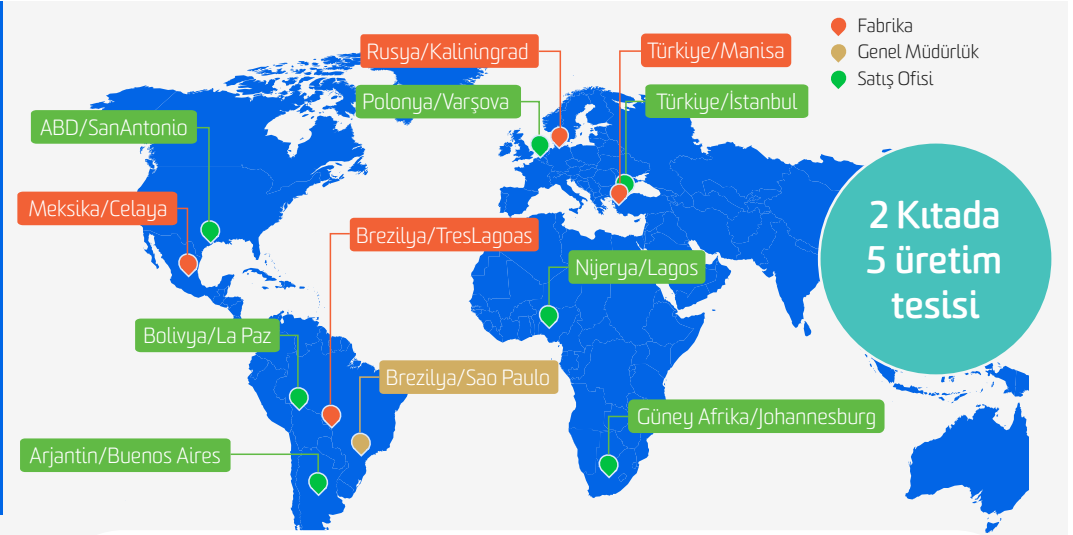 Fabrika
Genel Müdürlük
Satış Ofisi
Rusya/Kaliningrad
Türkiye/Manisa
Polonya/Varşova
Türkiye/İstanbul
ABD/SanAntonio
Meksika/Celaya
Brezilya/TresLagoas
Nijerya/Lagos
2 Kıtada
5 üretim
tesisi
Bolivya/La Paz
Brezilya/Sao Paulo
Güney Afrika/Johannesburg
Arjantin/Buenos Aires